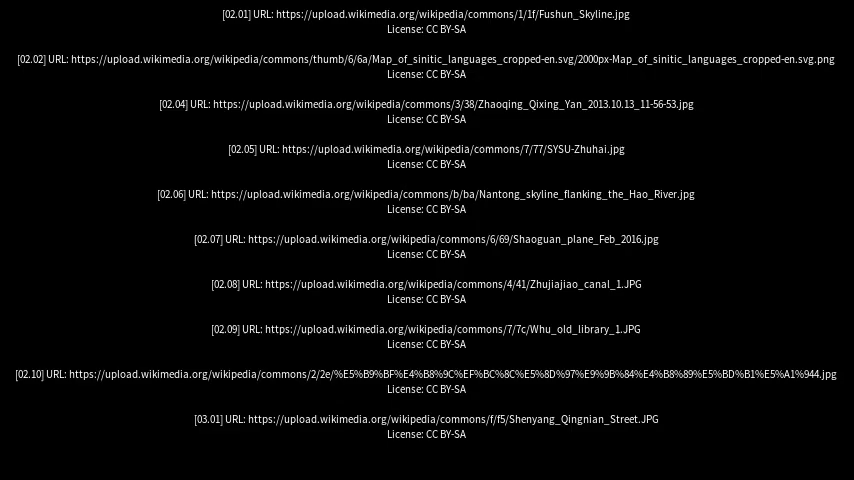 [02.01] URL: https://upload.wikimedia.org/wikipedia/commons/1/1f/Fushun_Skyline.jpg
License: CC BY-SA
[02.02] URL: https://upload.wikimedia.org/wikipedia/commons/thumb/6/6a/Map_of_sinitic_languages_cropped-en.svg/2000px-Map_of_sinitic_languages_cropped-en.svg.png
License: CC BY-SA
[02.04] URL: https://upload.wikimedia.org/wikipedia/commons/3/38/Zhaoqing_Qixing_Yan_2013.10.13_11-56-53.jpg
License: CC BY-SA
[02.05] URL: https://upload.wikimedia.org/wikipedia/commons/7/77/SYSU-Zhuhai.jpg
License: CC BY-SA
[02.06] URL: https://upload.wikimedia.org/wikipedia/commons/b/ba/Nantong_skyline_flanking_the_Hao_River.jpg
License: CC BY-SA
[02.07] URL: https://upload.wikimedia.org/wikipedia/commons/6/69/Shaoguan_plane_Feb_2016.jpg
License: CC BY-SA
[02.08] URL: https://upload.wikimedia.org/wikipedia/commons/4/41/Zhujiajiao_canal_1.JPG
License: CC BY-SA
[02.09] URL: https://upload.wikimedia.org/wikipedia/commons/7/7c/Whu_old_library_1.JPG
License: CC BY-SA
[02.10] URL: https://upload.wikimedia.org/wikipedia/commons/2/2e/%E5%B9%BF%E4%B8%9C%EF%BC%8C%E5%8D%97%E9%9B%84%E4%B8%89%E5%BD%B1%E5%A1%944.jpg
License: CC BY-SA
[03.01] URL: https://upload.wikimedia.org/wikipedia/commons/f/f5/Shenyang_Qingnian_Street.JPG
License: CC BY-SA